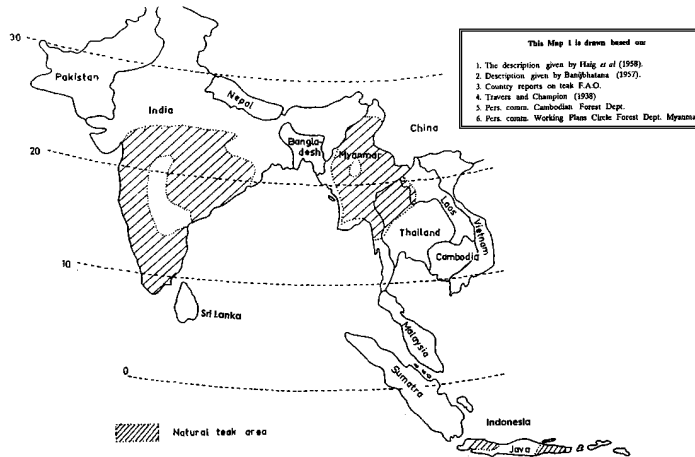 30
Pakistan
Nepal
India
China
Bangla-
desh
Myanmar
20
Laos
Vietnam
Thailand
Cambodia
10
Sri Lanka
Malaysia
Sumatra
0
Indonesia
Java
Natural teak area
This Map 1 is drawn based on:
1. The description given by Haig et al (1958).
2. Description given by Banijbhatana (1957).
3. Country reports on teak F.A.O.
4. Travers and Champion (1938)
5. Pers. comm. Cambodian Forest Dept.
6. Pers. comm. Working Plans Circle Forest Dept. Myanmar